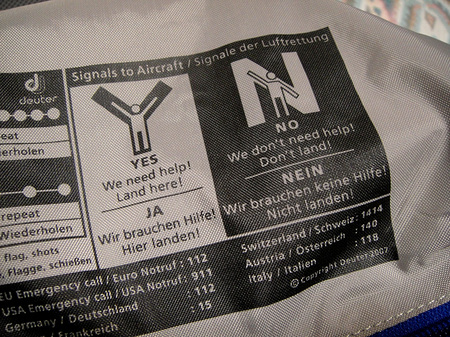 Signals to Aircraft / Signale der Luftrettung
deuter
Y
YES
We need help!
Land here!
JA
Wir brauchen Hilfe!
Hier landen!
N
NO
We don't need help!
Don't land!
NEIN
Wir brauchen keine Hilfe!
Nicht landen!
repeat
Wiederholen
flag, shots
flagge, schießen
EU Emergency call / Euro Notruf : 112
USA Emergency call / USA Notruf : 911
Germany / Deutschland : 112
/ Frankreich : 15
Switzerland / Schweiz : 1414
Austria / Österreich : 140
Italy / Italien : 118
© Copyright Deuter 2007